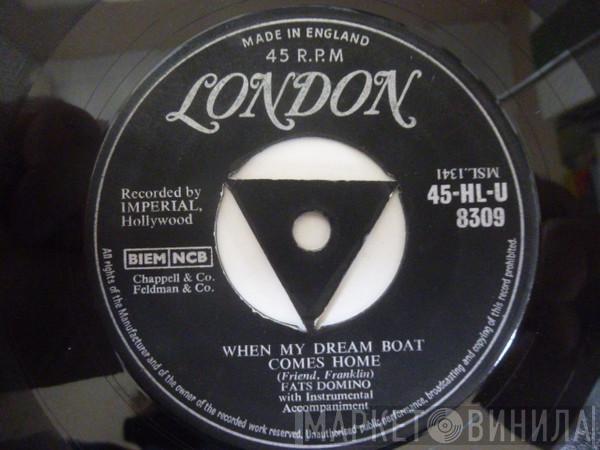 MADE IN ENGLAND
45 R.P.M
LONDON
MSL.1341
45-HL-U
8309
Recorded by
IMPERIAL,
Hollywood
BIEM NCB
Chappell & Co.
Feldman & Co.
WHEN MY DREAM BOAT
COMES HOME
(Friend, Franklin)
FATS DOMINO
with Instrumental
Accompaniment
All rights of the Manufacturer and of the owner of the recorded work reserved. Unauthorised public performance, broadcasting and copying of this record prohibited.
МАРКЕТ ВИНИЛА